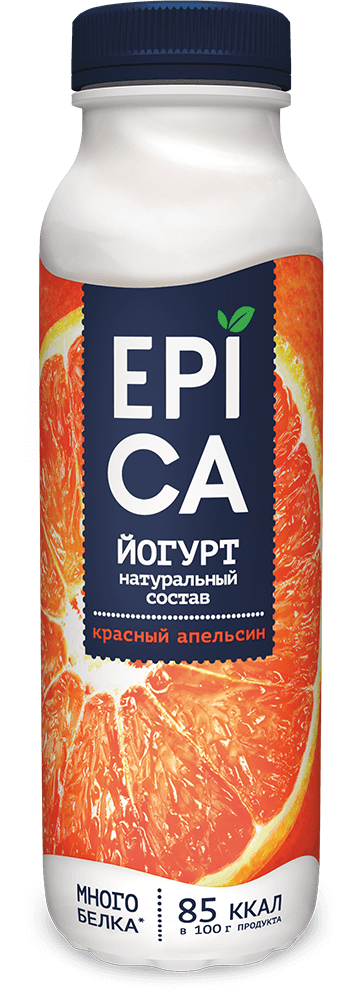 EPI
CA
ЙОГУРТ
натуральный
состав
красный апельсин
МНОГО
БЕЛКА*
85 ККАЛ
в 100 г ПРОДУКТА